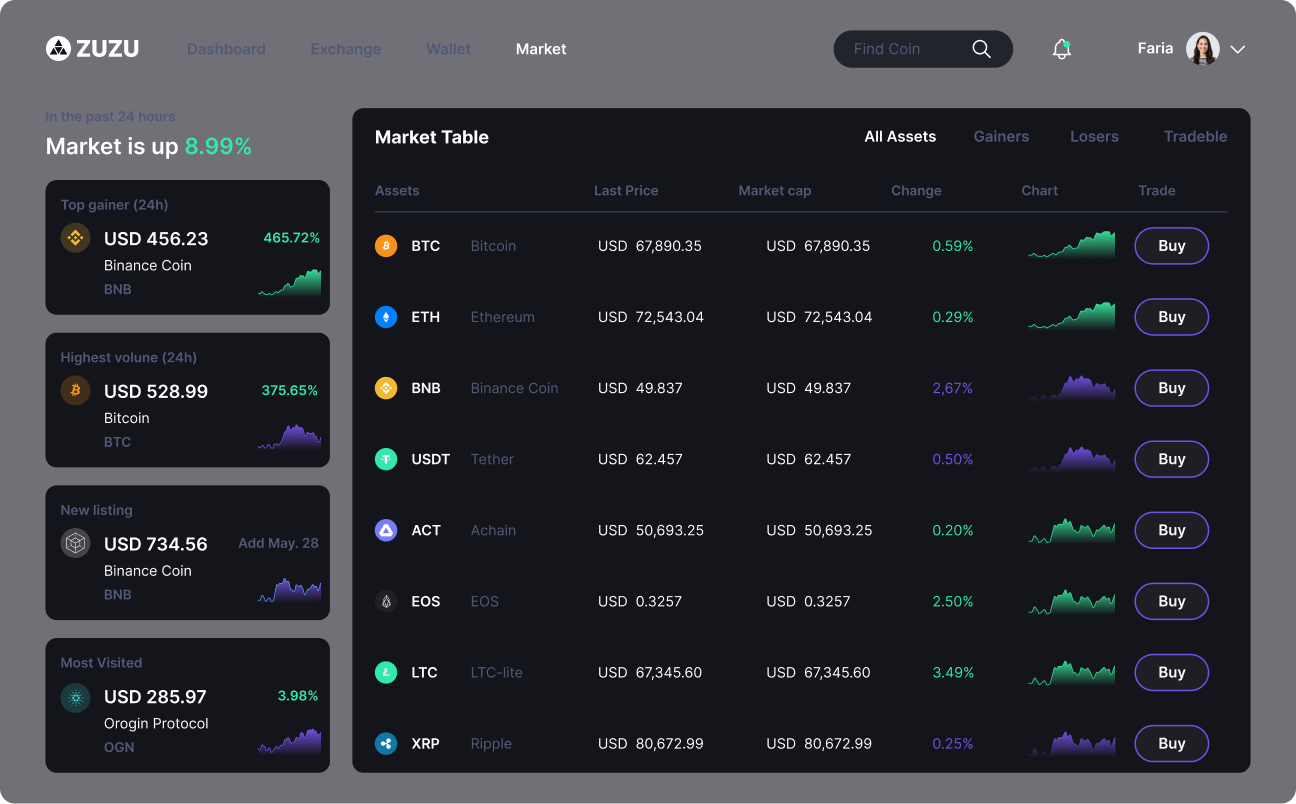 ZUZU Dashboard Exchange Wallet Market Find Coin Faria
In the past 24 hours
Market is up 8.99%
Top gainer (24h)
USD 456.23 465.72%
Binance Coin
BNB
Highest volune (24h)
USD 528.99 375.65%
Bitcoin
BTC
New listing
USD 734.56 Add May. 28
Binance Coin
BNB
Most Visited
USD 285.97 3.98%
Orogin Protocol
OGN
Market Table All Assets Gainers Losers Tradeble
Assets Last Price Market cap Change Chart Trade
BTC Bitcoin USD 67,890.35 USD 67,890.35 0.59% Buy
ETH Ethereum USD 72,543.04 USD 72,543.04 0.29% Buy
BNB Binance Coin USD 49.837 USD 49.837 2,67% Buy
USDT Tether USD 62.457 USD 62.457 0.50% Buy
ACT Achain USD 50,693.25 USD 50,693.25 0.20% Buy
EOS EOS USD 0.3257 USD 0.3257 2.50% Buy
LTC LTC-lite USD 67,345.60 USD 67,345.60 3.49% Buy
XRP Ripple USD 80,672.99 USD 80,672.99 0.25% Buy